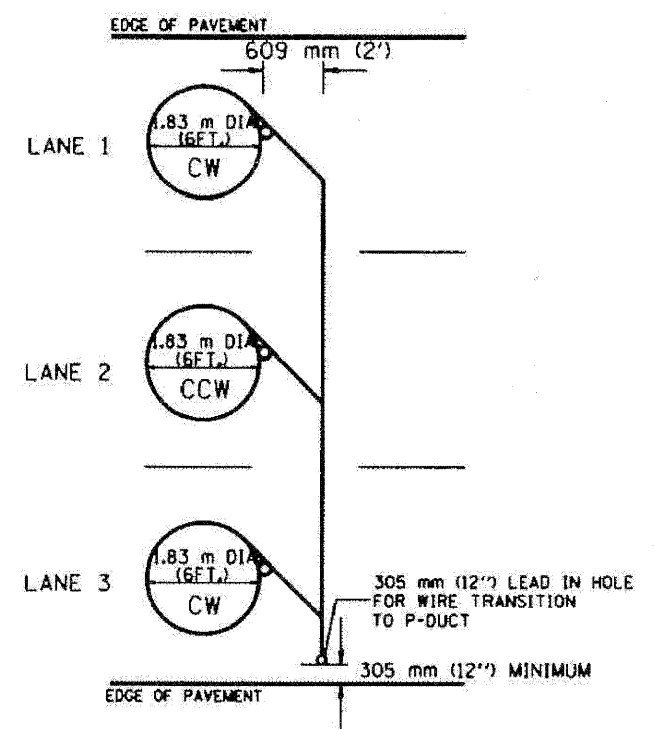 EDGE OF PAVEMENT
609 mm (2')
LANE 1
1.83 m DIA
(6FT.)
CW
LANE 2
1.83 m DIA
(6FT.)
CCW
LANE 3
1.83 m DIA
(6FT.)
CW
305 mm (12'') LEAD IN HOLE
FOR WIRE TRANSITION
TO P-DUCT
305 mm (12'') MINIMUM
EDGE OF PAVEMENT